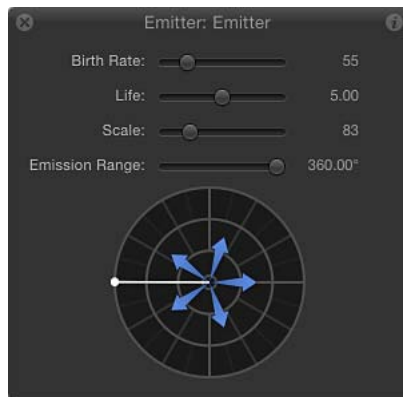 Emitter: Emitter
Birth Rate: 55
Life: 5.00
Scale: 83
Emission Range: 360.00°